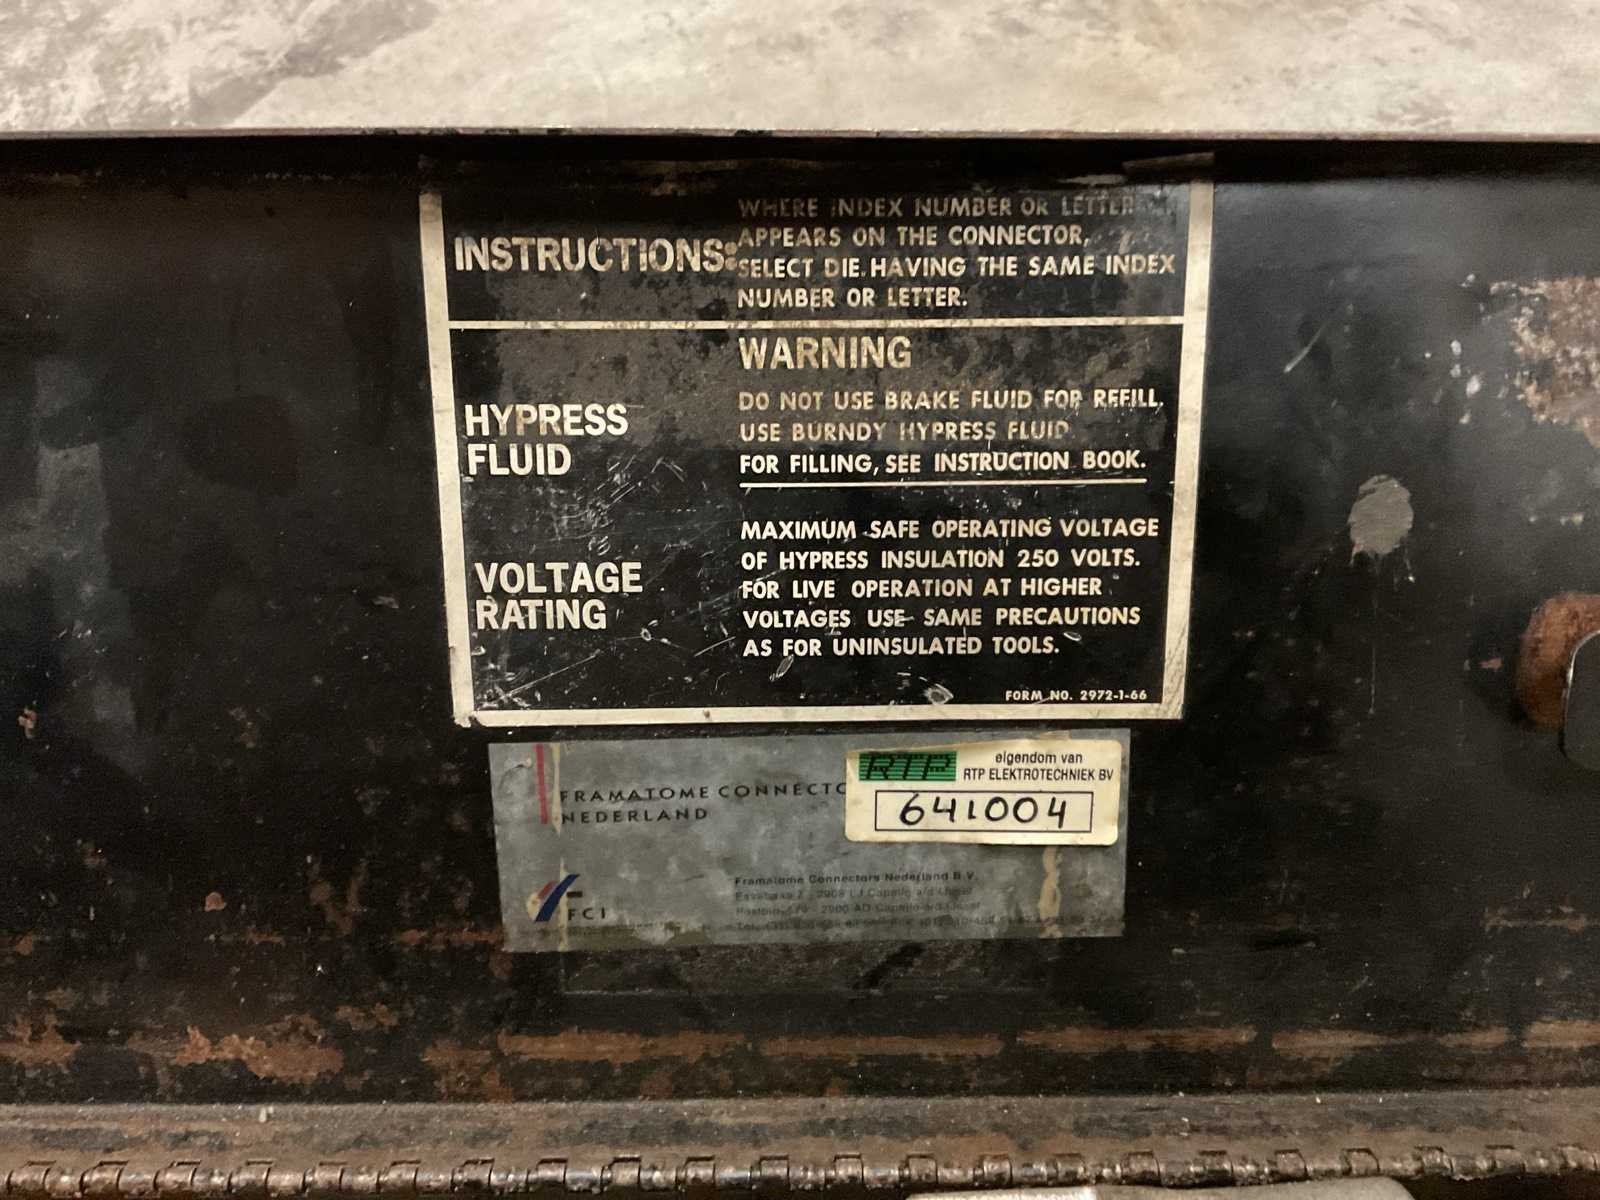 INSTRUCTIONS:
WHERE INDEX NUMBER OR LETTER
APPEARS ON THE CONNECTOR,
SELECT DIE HAVING THE SAME INDEX
NUMBER OR LETTER.
HYPRESS
FLUID
WARNING
DO NOT USE BRAKE FLUID FOR REFILL.
USE BURNDY HYPRESS FLUID
FOR FILLING, SEE INSTRUCTION BOOK.
VOLTAGE
RATING
MAXIMUM SAFE OPERATING VOLTAGE
OF HYPRESS INSULATION 250 VOLTS.
FOR LIVE OPERATION AT HIGHER
VOLTAGES USE SAME PRECAUTIONS
AS FOR UNINSULATED TOOLS.
FORM NO. 2972-1-66
FRAMATOME CONNECTO
NEDERLAND
RTP
eigendom van
RTP ELEKTROTECHNIEK BV
641004
FCI
Framatome Connectors Nederland B.V.